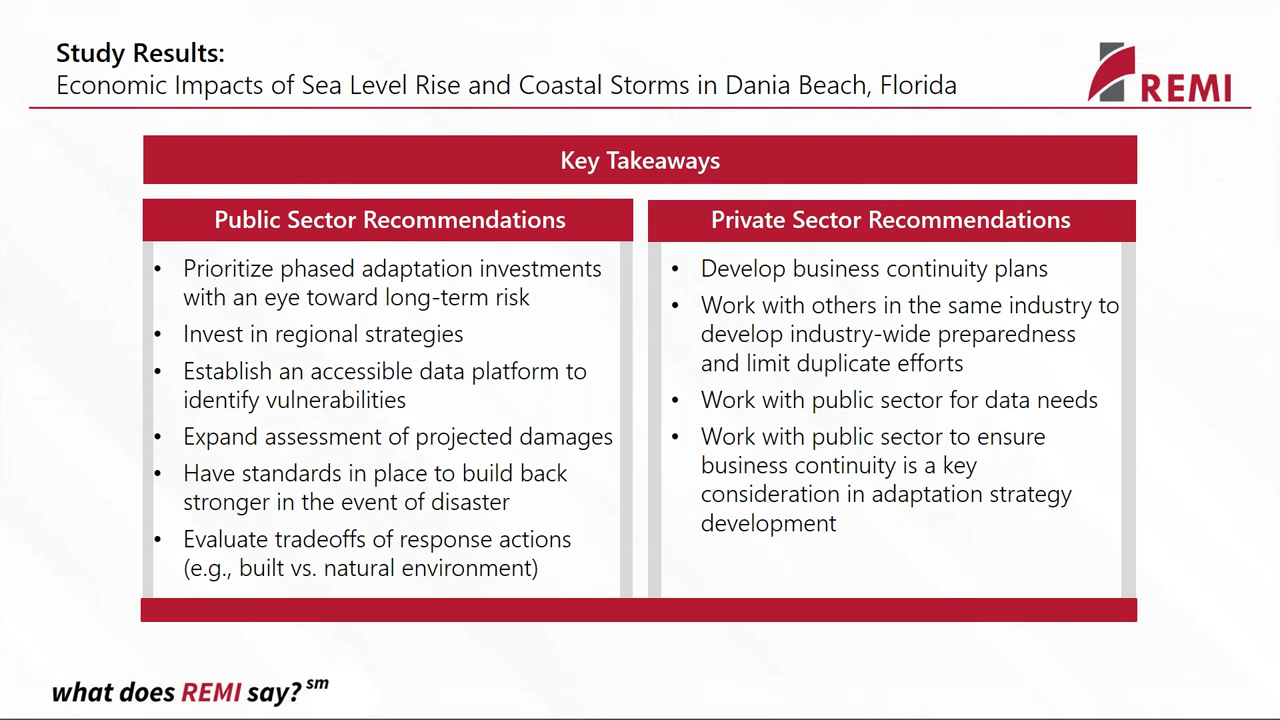 Study Results:
Economic Impacts of Sea Level Rise and Coastal Storms in Dania Beach, Florida
REMI
Key Takeaways
Public Sector Recommendations
• Prioritize phased adaptation investments
with an eye toward long-term risk
• Invest in regional strategies
• Establish an accessible data platform to
identify vulnerabilities
• Expand assessment of projected damages
• Have standards in place to build back
stronger in the event of disaster
• Evaluate tradeoffs of response actions
(e.g., built vs. natural environment)
Private Sector Recommendations
• Develop business continuity plans
• Work with others in the same industry to
develop industry-wide preparedness
and limit duplicate efforts
• Work with public sector for data needs
• Work with public sector to ensure
business continuity is a key
consideration in adaptation strategy
development
what does REMI say? sm